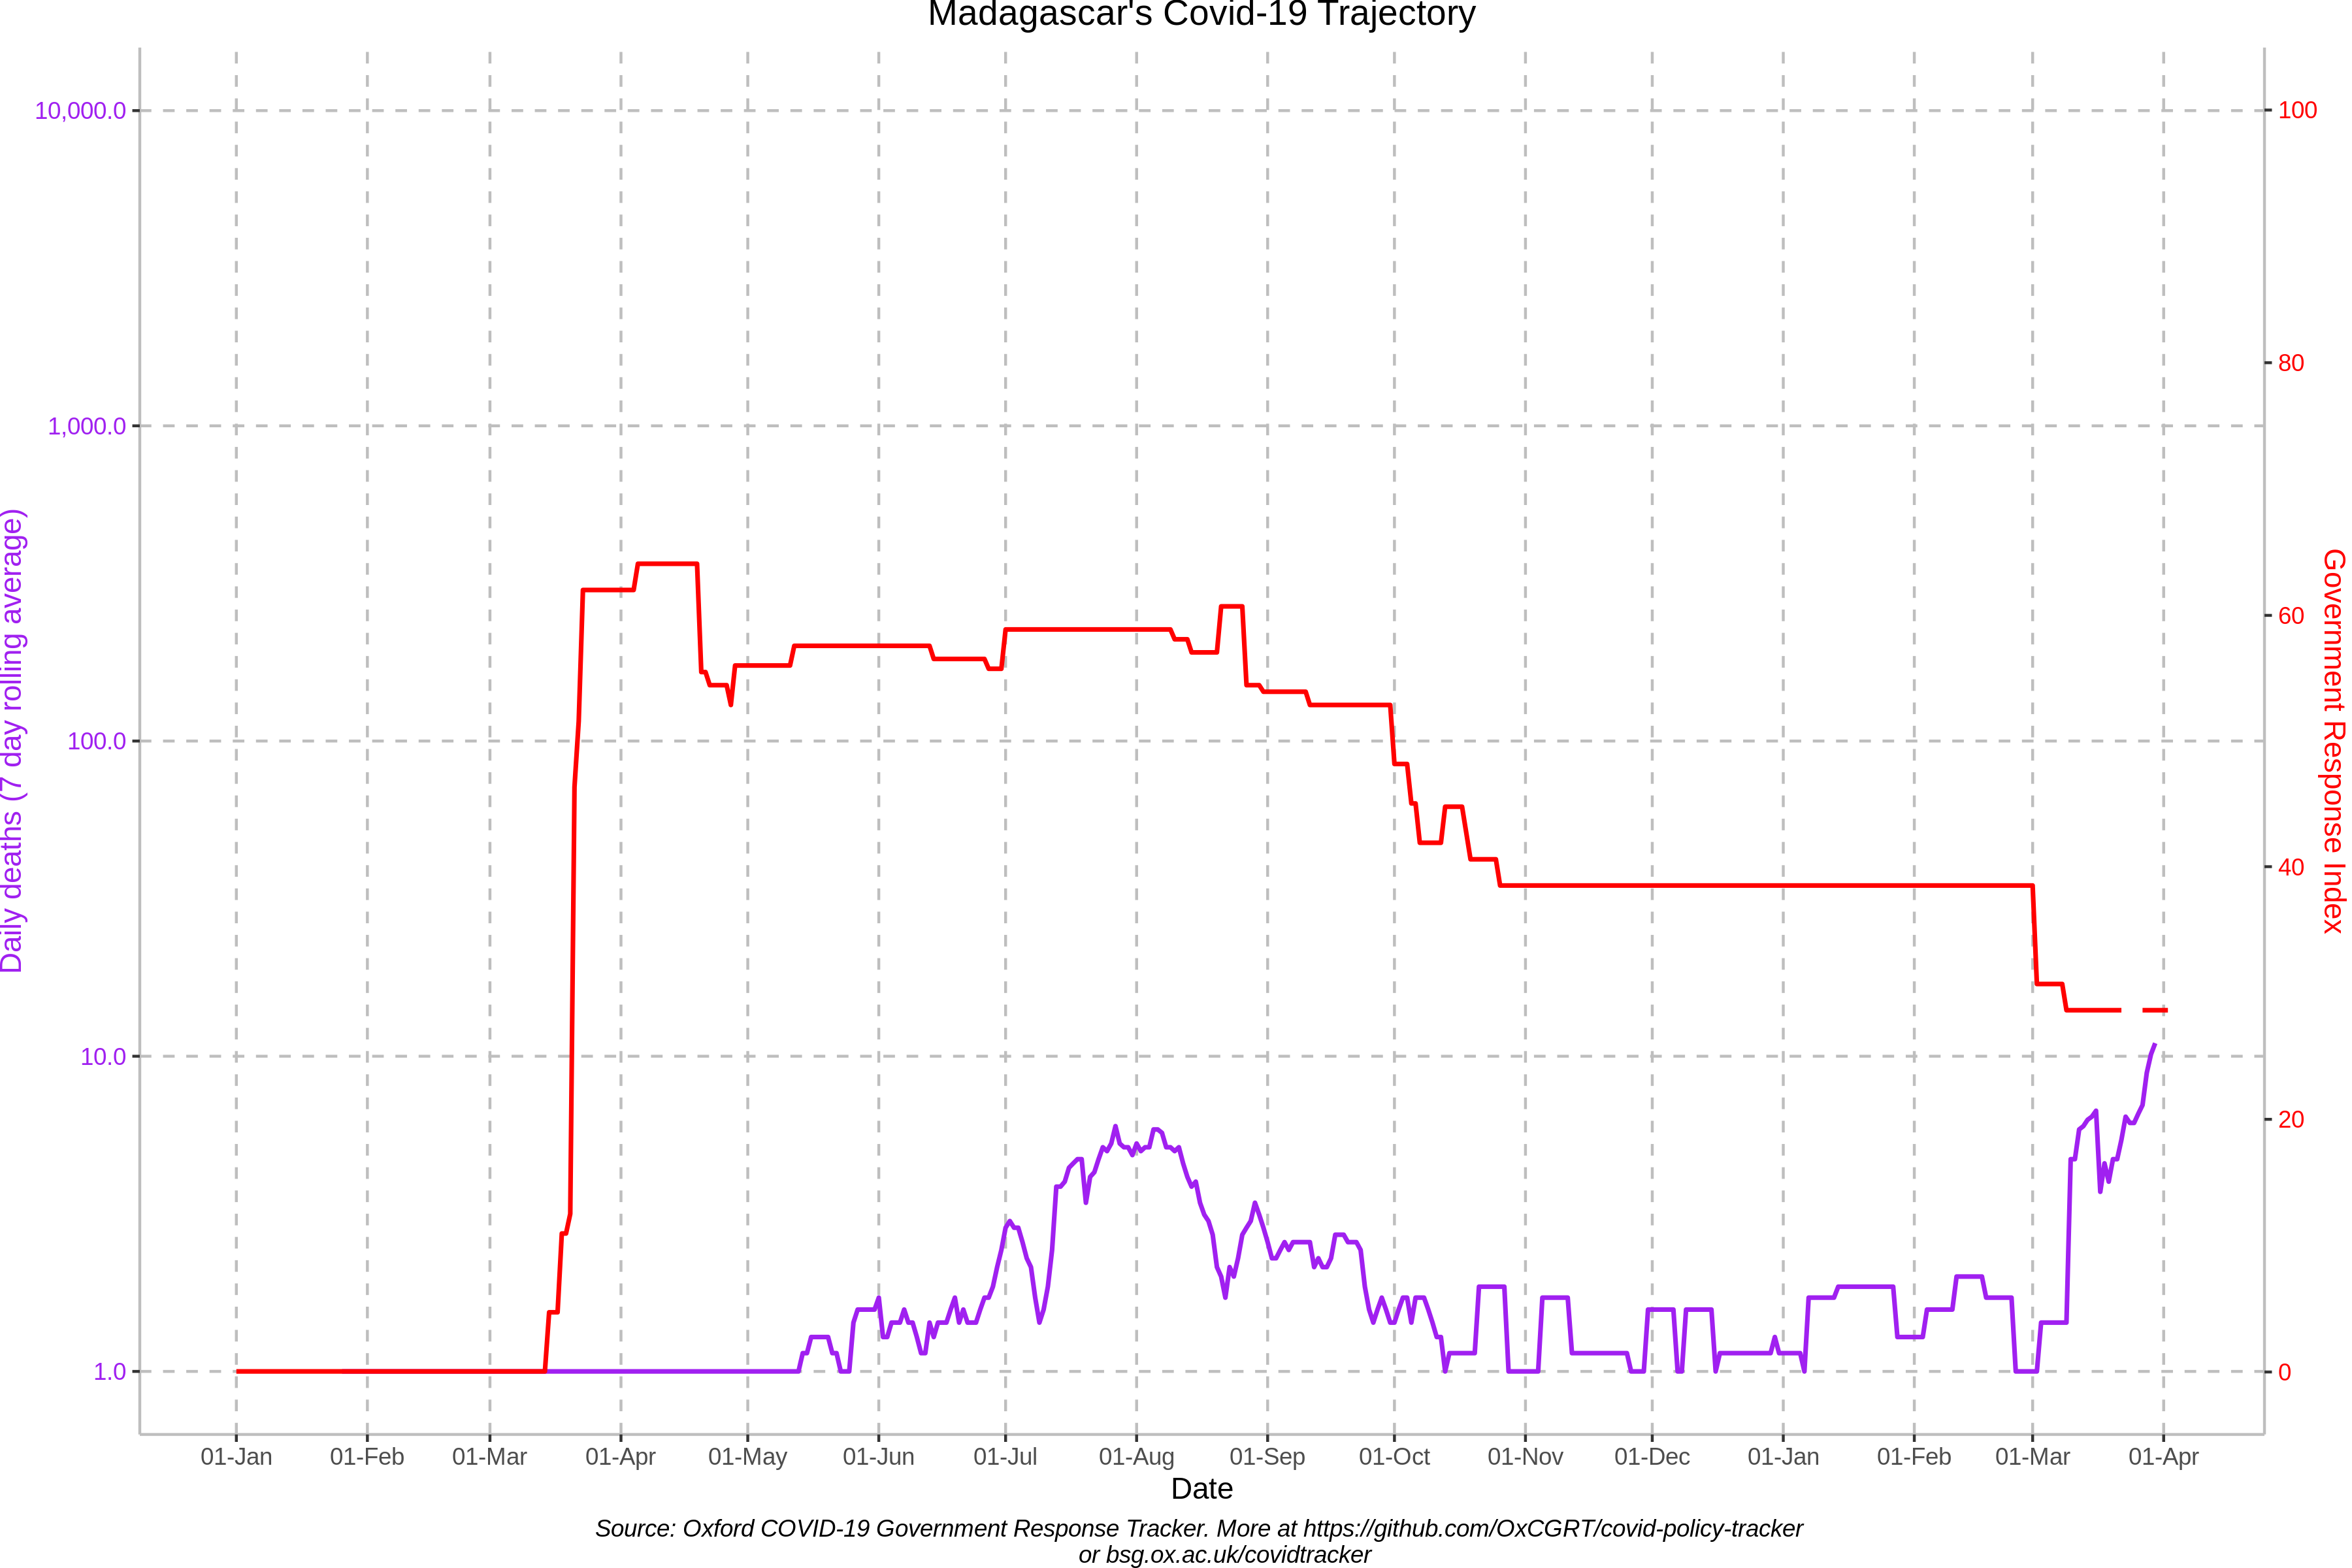 Madagascar's Covid-19 Trajectory
10,000.0
1,000.0
100.0
10.0
1.0
Daily deaths (7 day rolling average)
100
80
60
40
20
0
Government Response Index
01-Jan 01-Feb 01-Mar 01-Apr 01-May 01-Jun 01-Jul 01-Aug 01-Sep 01-Oct 01-Nov 01-Dec 01-Jan 01-Feb 01-Mar 01-Apr
Date
Source: Oxford COVID-19 Government Response Tracker. More at https://github.com/OxCGRT/covid-policy-tracker
or bsg.ox.ac.uk/covidtracker